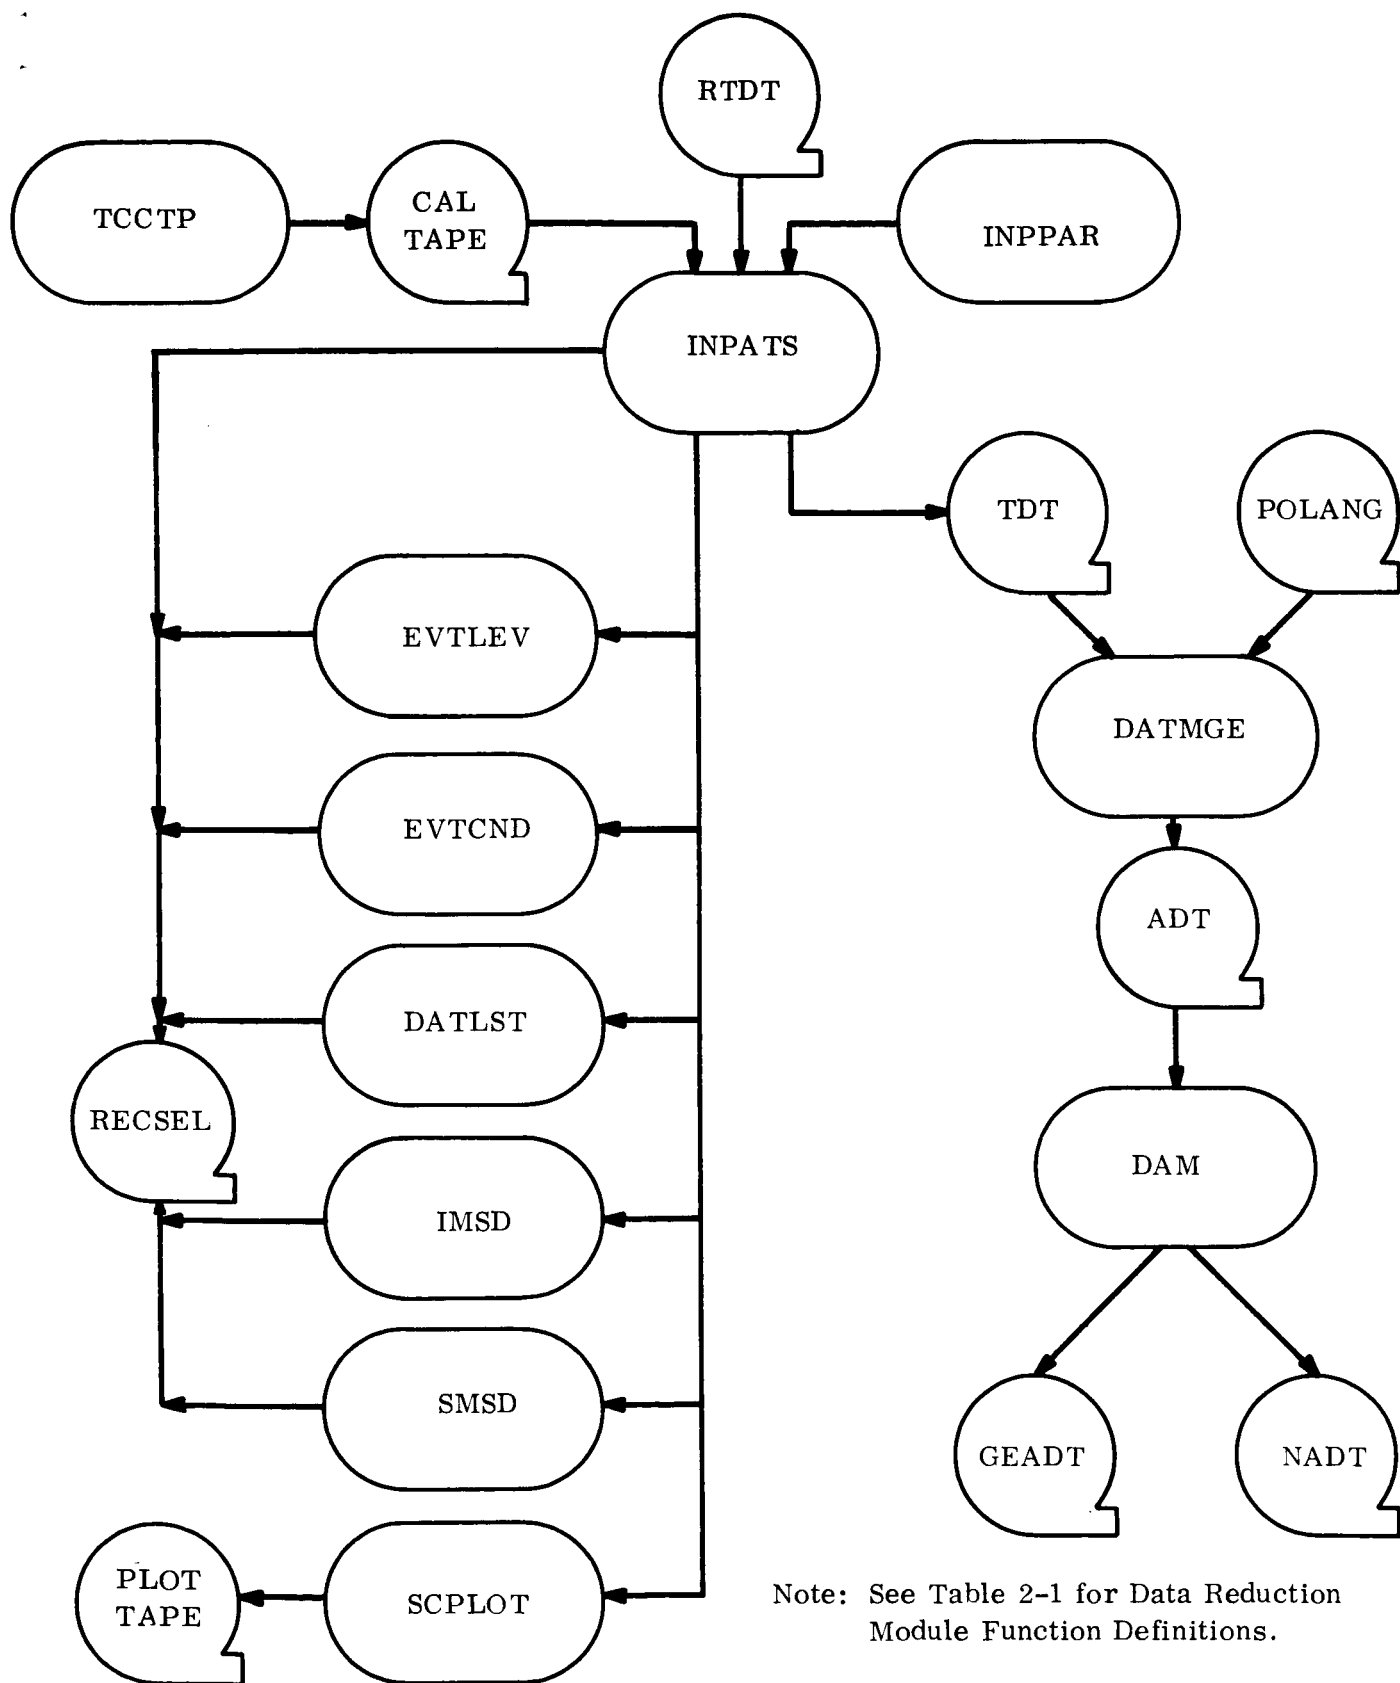 RTDT
TCCTP
CAL
TAPE
INPPAR
INPATS
TDT
POLANG
EVTLEV
DATMGE
EVTCND
ADT
DATLST
RECSEL
DAM
IMSD
SMSD
GEADT
NADT
PLOT
TAPE
SCPLOT
Note: See Table 2-1 for Data Reduction
Module Function Definitions.